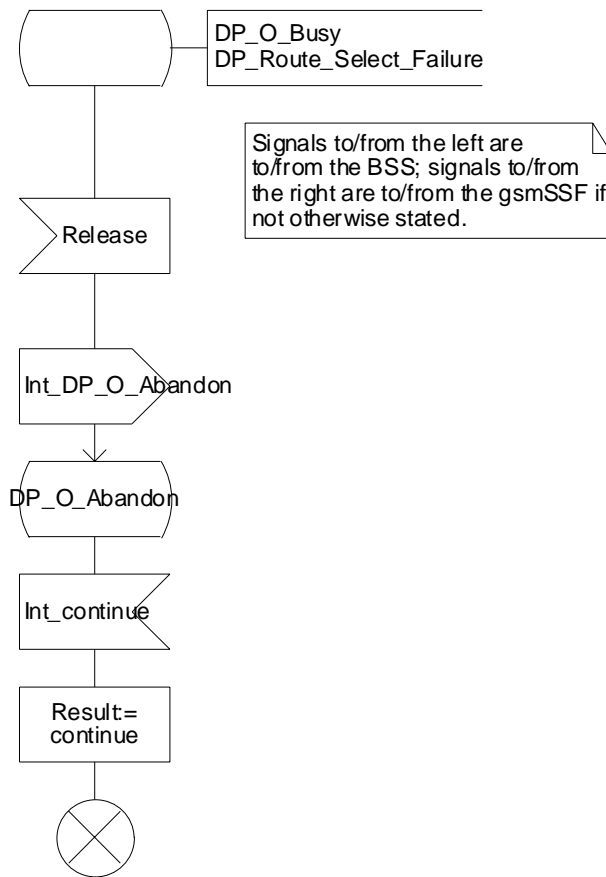 DP_O_Busy
DP_Route_Select_Failure
Signals to/from the left are
to/from the BSS; signals to/from
the right are to/from the gsmSSF if
not otherwise stated.
Release
Int_DP_O_Abandon
DP_O_Abandon
Int_continue
Result:=
continue